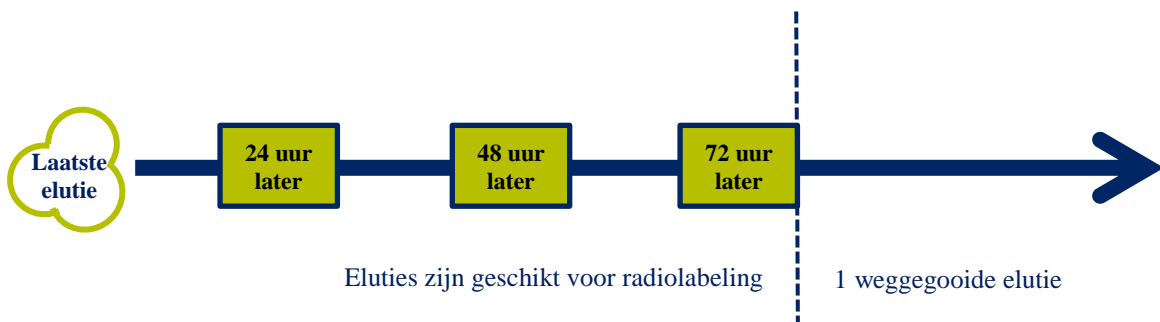 Laatste
elutie
24 uur
later
48 uur
later
72 uur
later
Eluties zijn geschikt voor radiolabeling
1 weggegooide elutie